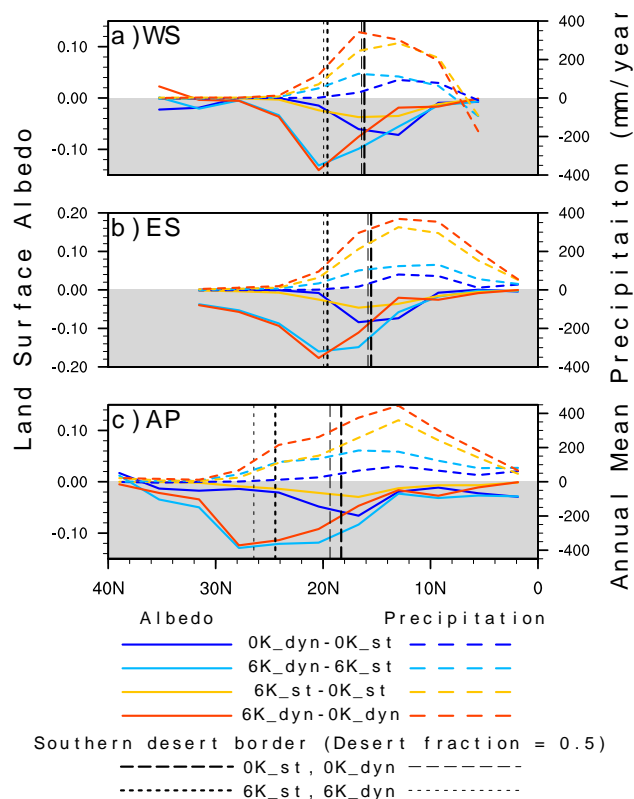 Land Surface Albedo
Annual Mean Precipitaiton (mm/year)
a) WS
0.10
0.00
-0.10
400
200
0
-200
-400
b) ES
0.20
0.10
0.00
-0.10
-0.20
400
200
0
-200
-400
c) AP
0.10
0.00
-0.10
400
200
0
-200
-400
40N 30N 20N 10N 0
Albedo Precipitation
0K_dyn-0K_st
6K_dyn-6K_st
6K_st-0K_st
6K_dyn-0K_dyn
Southern desert border (Desert fraction = 0.5)
0K_st, 0K_dyn
6K_st, 6K_dyn